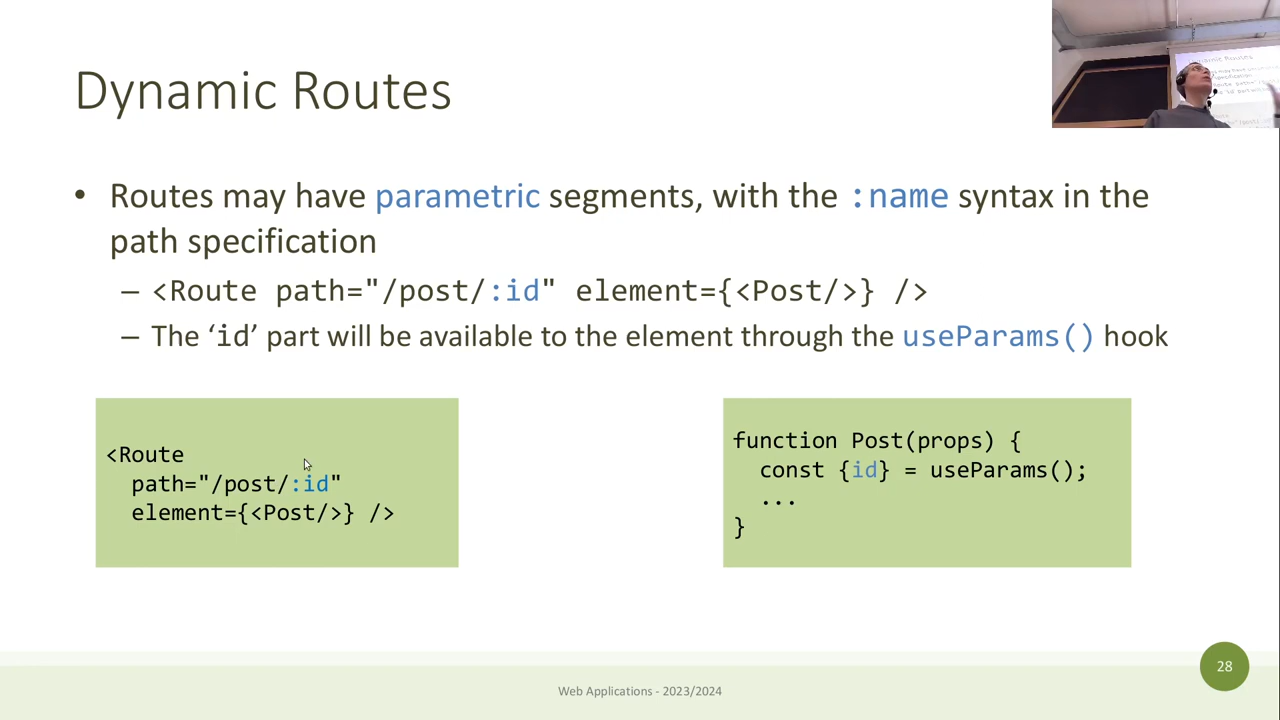 Dynamic Routes
• Routes may have parametric segments, with the :name syntax in the
path specification
– <Route path="/post/:id" element={<Post/>} />
– The ‘id’ part will be available to the element through the useParams() hook
<Route
path="/post/:id"
element={<Post/>} />
function Post(props) {
const {id} = useParams();
...
}
Web Applications - 2023/2024
28
Dynamic Routes